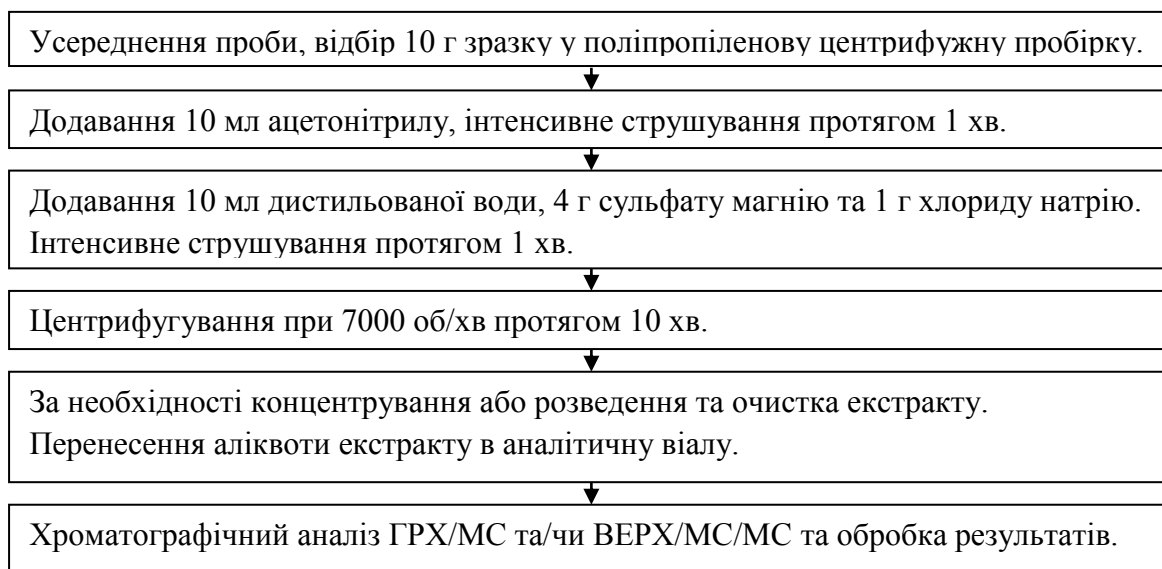 Усереднення проби, відбір 10 г зразку у поліпропіленову центрифужну пробірку.
Додавання 10 мл ацетонітрилу, інтенсивне струшування протягом 1 хв.
Додавання 10 мл дистильованої води, 4 г сульфату магнію та 1 г хлориду натрію.
Інтенсивне струшування протягом 1 хв.
Центрифугування при 7000 об/хв протягом 10 хв.
За необхідності концентрування або розведення та очистка екстракту.
Перенесення аліквоти екстракту в аналітичну віалу.
Хроматографічний аналіз ГРХ/МС та/чи ВЕРХ/МС/МС та обробка результатів.